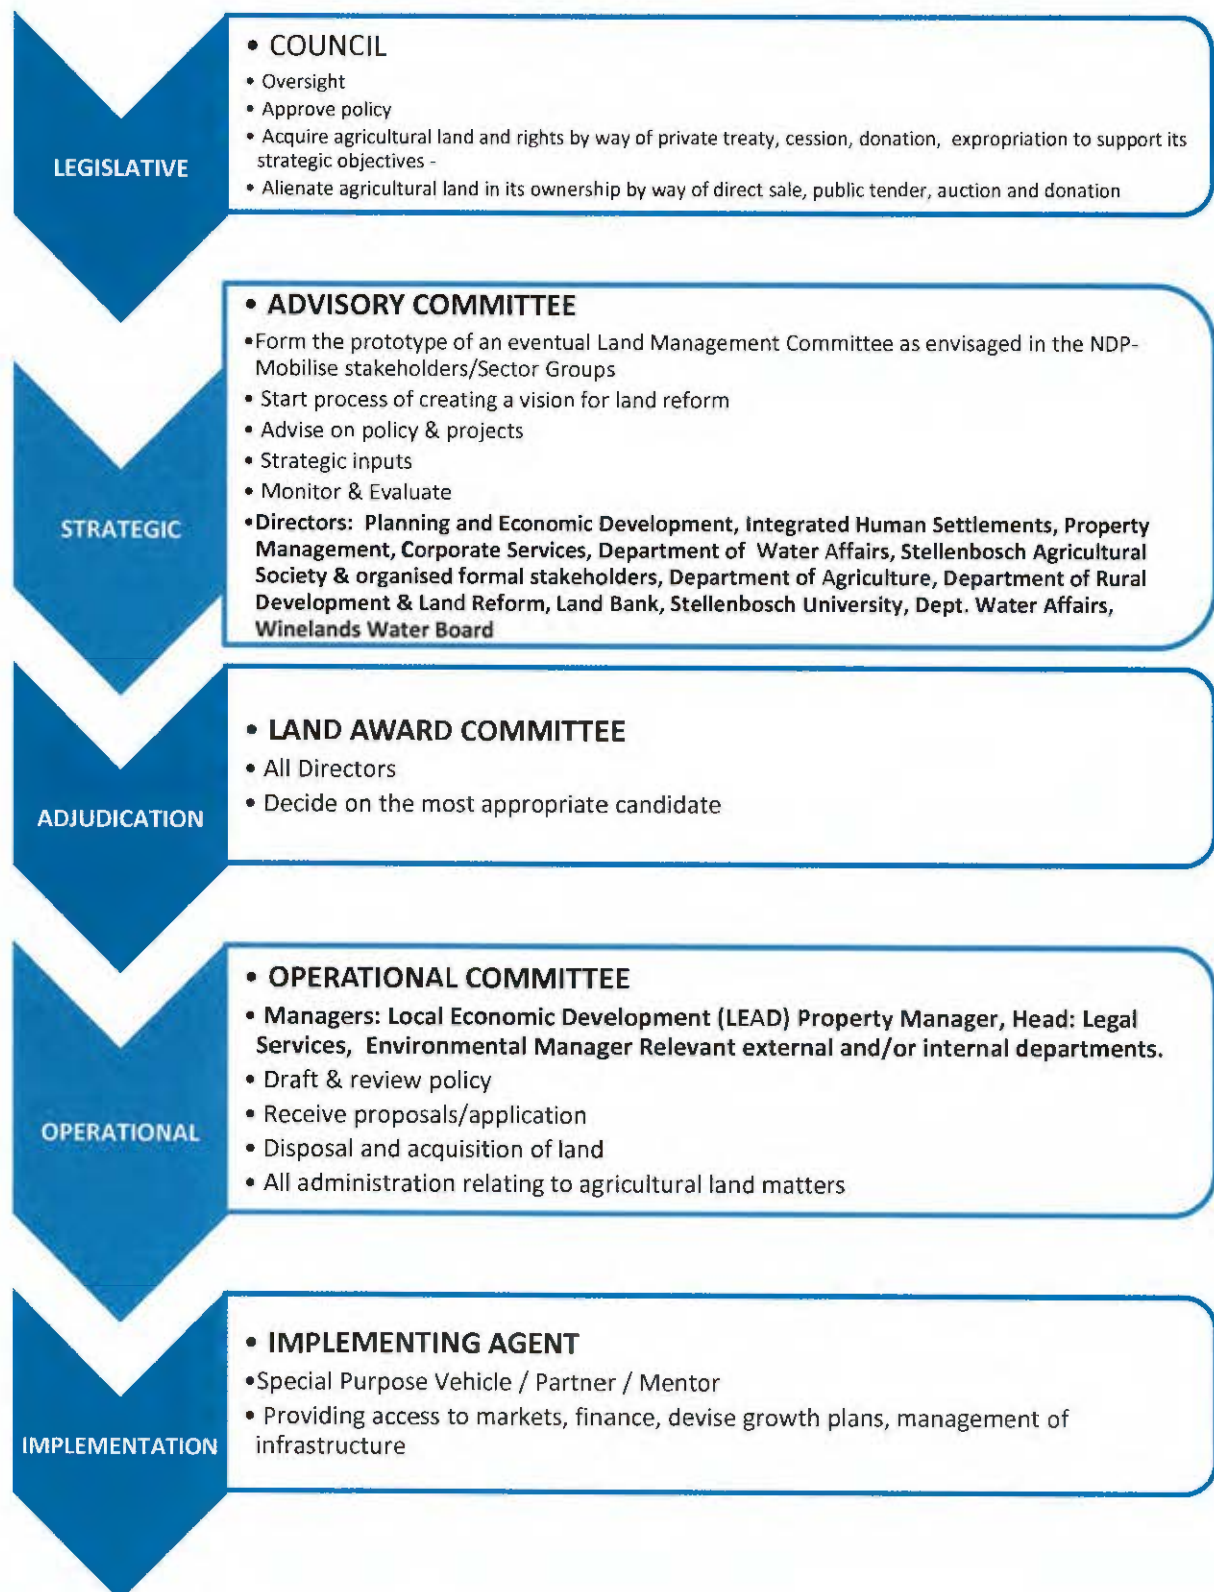 LEGISLATIVE
• COUNCIL
• Oversight
• Approve policy
• Acquire agricultural land and rights by way of private treaty, cession, donation, expropriation to support its
strategic objectives -
• Alienate agricultural land in its ownership by way of direct sale, public tender, auction and donation
STRATEGIC
• ADVISORY COMMITTEE
•Form the prototype of an eventual Land Management Committee as envisaged in the NDP-
Mobilise stakeholders/Sector Groups
• Start process of creating a vision for land reform
• Advise on policy & projects
• Strategic inputs
• Monitor & Evaluate
•Directors: Planning and Economic Development, Integrated Human Settlements, Property
Management, Corporate Services, Department of Water Affairs, Stellenbosch Agricultural
Society & organised formal stakeholders, Department of Agriculture, Department of Rural
Development & Land Reform, Land Bank, Stellenbosch University, Dept. Water Affairs,
Winelands Water Board
ADJUDICATION
• LAND AWARD COMMITTEE
• All Directors
• Decide on the most appropriate candidate
OPERATIONAL
• OPERATIONAL COMMITTEE
• Managers: Local Economic Development (LEAD) Property Manager, Head: Legal
Services, Environmental Manager Relevant external and/or internal departments.
• Draft & review policy
• Receive proposals/application
• Disposal and acquisition of land
• All administration relating to agricultural land matters
IMPLEMENTATION
• IMPLEMENTING AGENT
•Special Purpose Vehicle / Partner / Mentor
• Providing access to markets, finance, devise growth plans, management of
infrastructure